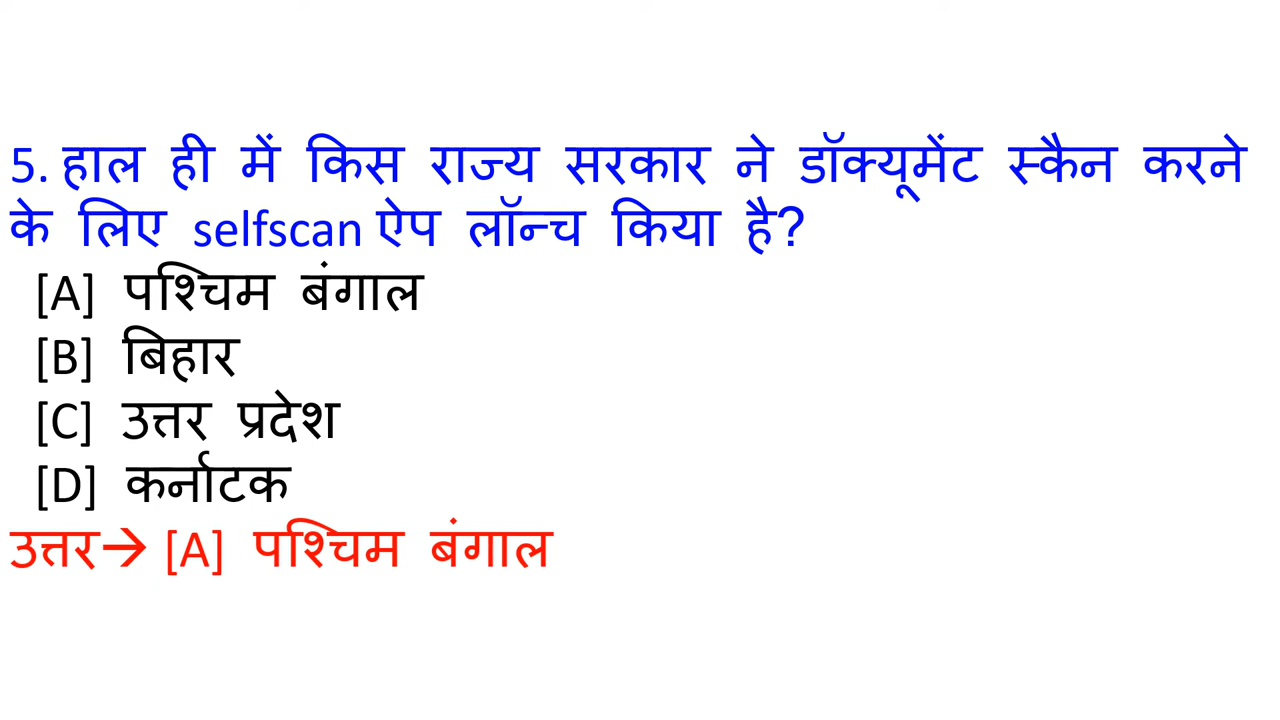 5. हाल ही में किस राज्य सरकार ने डॉक्यूमेंट स्कैन करने
के लिए selfscan ऐप लॉन्च किया है?
[A] पश्चिम बंगाल
[B] बिहार
[C] उत्तर प्रदेश
[D] कर्नाटक
उत्तर→ [A] पश्चिम बंगाल